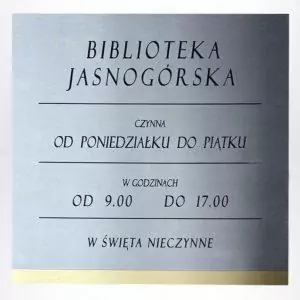 BIBLIOTEKA
JASNOGÓRSKA
CZYNNA
OD PONIEDZIAŁKU DO PIĄTKU
W GODZINACH
OD 9.00 DO 17.00
W ŚWIĘTA NIECZYNNE